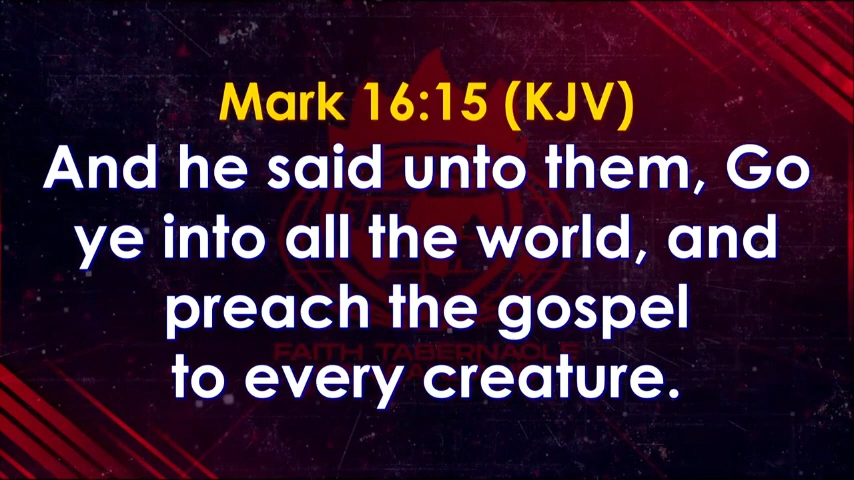 Mark 16:15 (KJV)
And he said unto them, Go
ye into all the world, and
preach the gospel
FAITH TABERNACLE
to every creature.